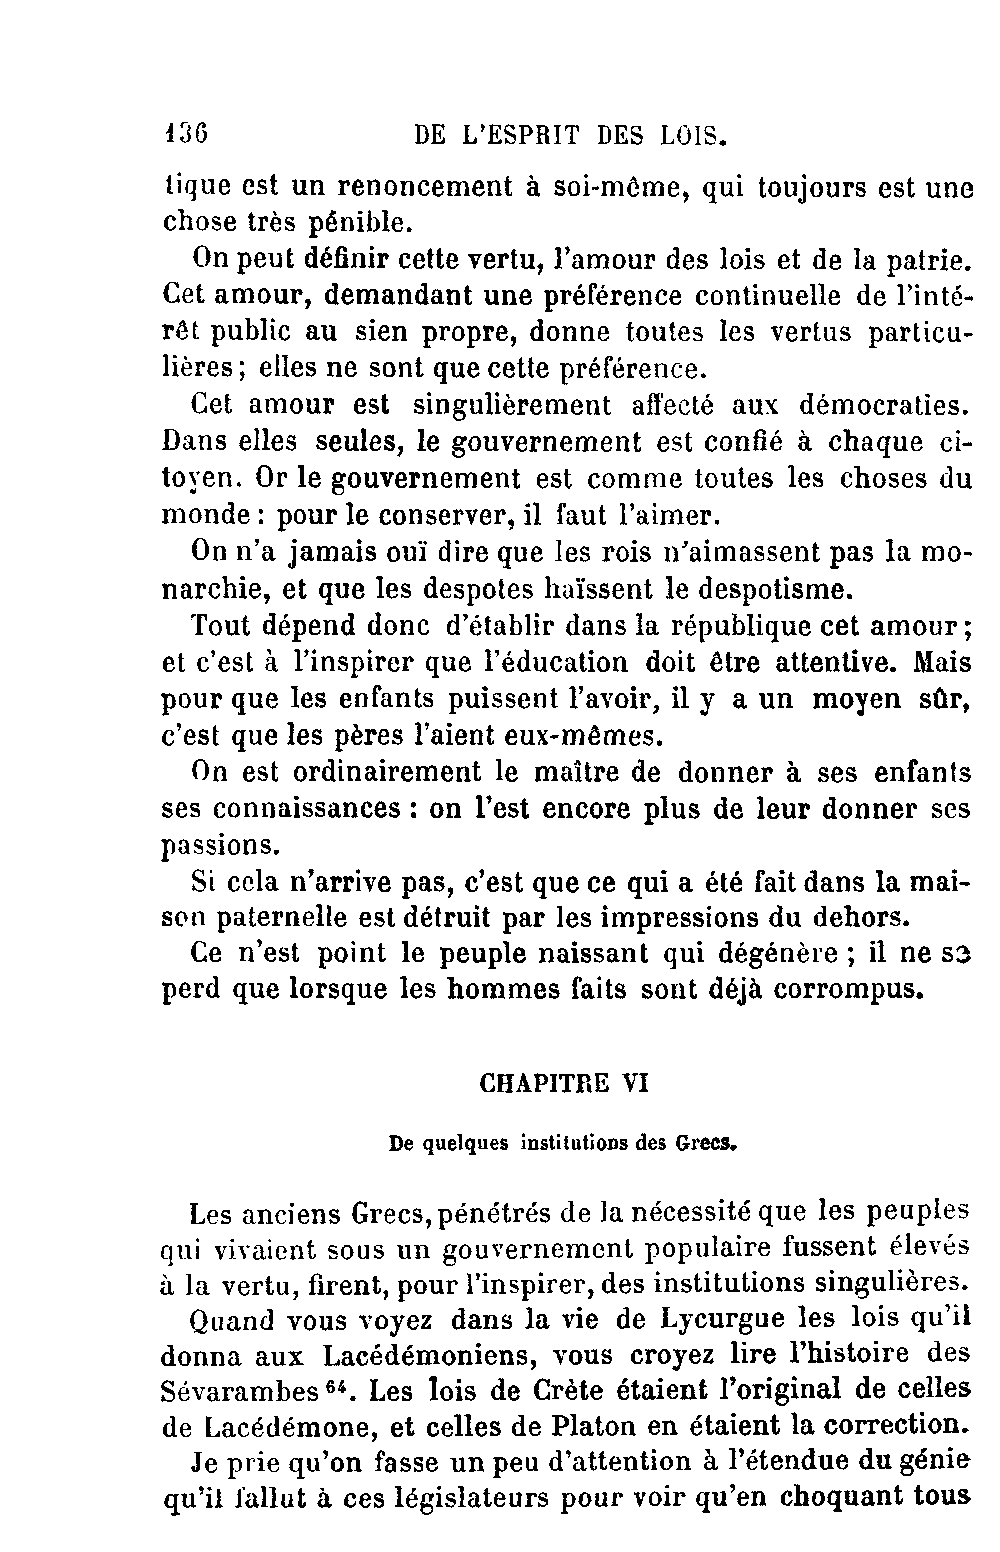 136 DE L'ESPRIT DES LOIS.
tique est un renoncement à soi-même, qui toujours est une
chose très pénible.
On peut définir cette vertu, l'amour des lois et de la patrie.
Cet amour, demandant une préférence continuelle de l'inté-
rêt public au sien propre, donne toutes les vertus particu-
lières; elles ne sont que cette préférence.
Cet amour est singulièrement affecté aux démocraties.
Dans elles seules, le gouvernement est confié à chaque ci-
toyen. Or le gouvernement est comme toutes les choses du
monde : pour le conserver, il faut l'aimer.
On n'a jamais ouï dire que les rois n'aimassent pas la mo-
narchie, et que les despotes haïssent le despotisme.
Tout dépend donc d'établir dans la république cet amour;
et c'est à l'inspirer que l'éducation doit être attentive. Mais
pour que les enfants puissent l'avoir, il y a un moyen sûr,
c'est que les pères l'aient eux-mêmes.
On est ordinairement le maître de donner à ses enfants
ses connaissances : on l'est encore plus de leur donner ses
passions.
Si cela n'arrive pas, c'est que ce qui a été fait dans la mai-
son paternelle est détruit par les impressions du dehors.
Ce n'est point le peuple naissant qui dégénère ; il ne se
perd que lorsque les hommes faits sont déjà corrompus.
CHAPITRE VI
De quelques institutions des Grecs.
Les anciens Grecs, pénétrés de la nécessité que les peuples
qui vivaient sous un gouvernement populaire fussent élevés
à la vertu, firent, pour l'inspirer, des institutions singulières.
Quand vous voyez dans la vie de Lycurgue les lois qu'il
donna aux Lacédémoniens, vous croyez lire l'histoire des
Sévarambes⁶⁴. Les lois de Crète étaient l'original de celles
de Lacédémone, et celles de Platon en étaient la correction.
Je prie qu'on fasse un peu d'attention à l'étendue du génie
qu'il fallut à ces législateurs pour voir qu'en choquant tous